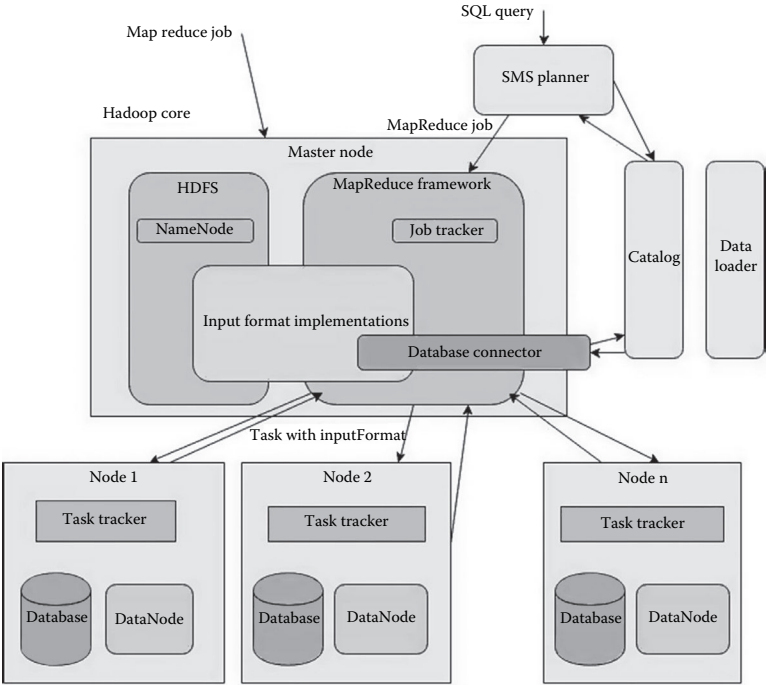 SQL query
Map reduce job
SMS planner
Hadoop core
MapReduce job
Master node
HDFS
MapReduce framework
NameNode
Job tracker
Catalog
Data
loader
Input format implementations
Database connector
Task with inputFormat
Node 1
Node 2
Node n
Task tracker
Task tracker
Task tracker
Database
DataNode
Database
DataNode
Database
DataNode